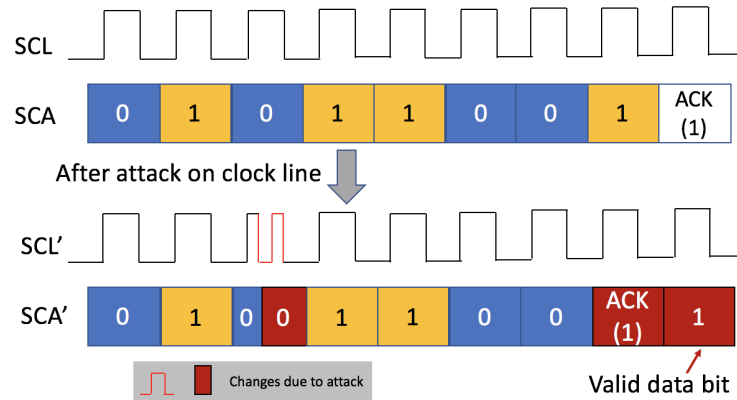 SCL
SCA
0 1 0 1 1 0 0 1 ACK
(1)
After attack on clock line
SCL’
SCA’
0 1 0 0 1 1 0 0 ACK
(1) 1
Changes due to attack
Valid data bit